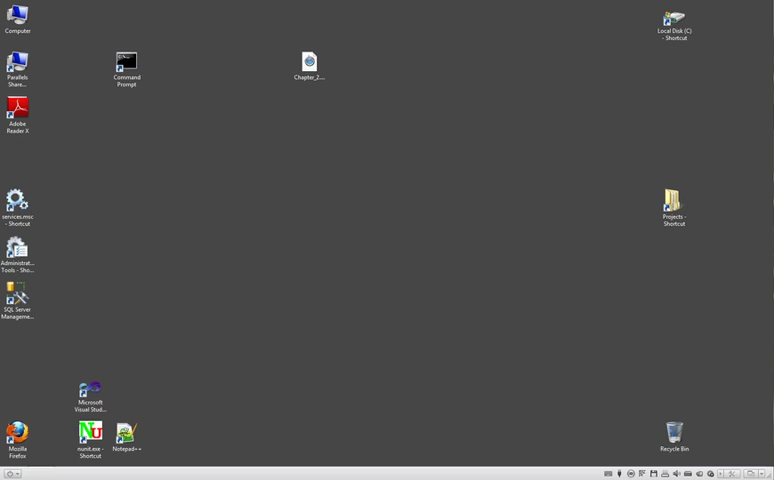 Computer
Local Disk (C)
- Shortcut
Parallels
Share...
Command
Prompt
Chapter_2....
Adobe
Reader X
services.msc
- Shortcut
Projects -
Shortcut
Administrat...
Tools - Sho...
SQL Server
Manageme...
Microsoft
Visual Stud...
Mozilla
Firefox
NU
nunit.exe -
Shortcut
Notepad++
Recycle Bin